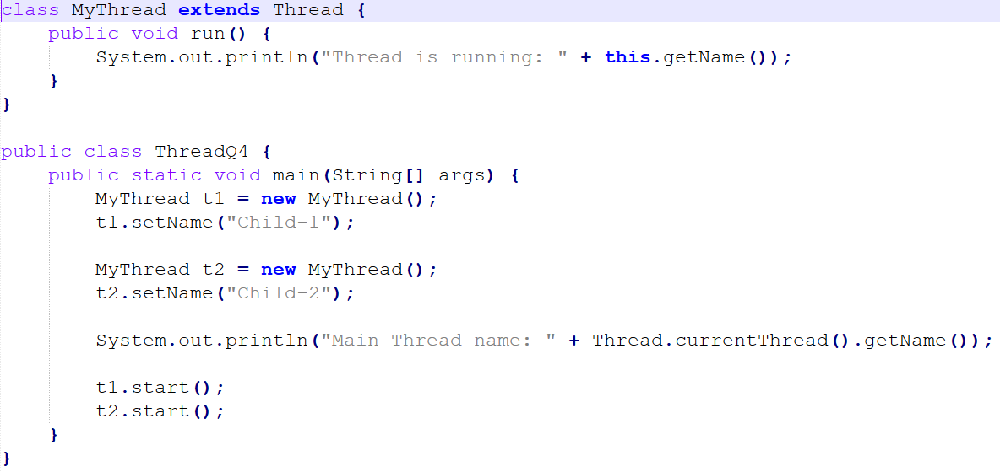 class MyThread extends Thread {
    public void run() {
        System.out.println("Thread is running: " + this.getName());
    }
}

public class ThreadQ4 {
    public static void main(String[] args) {
        MyThread t1 = new MyThread();
        t1.setName("Child-1");

        MyThread t2 = new MyThread();
        t2.setName("Child-2");

        System.out.println("Main Thread name: " + Thread.currentThread().getName());

        t1.start();
        t2.start();
    }
}